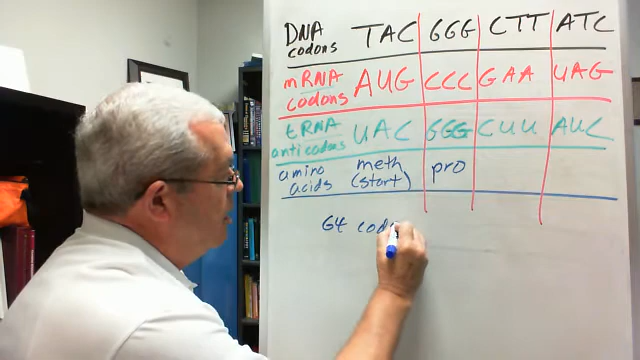 DNA codons TAC GGG CTT ATC
mRNA codons AUG CCC GAA UAG
tRNA anticodons UAC GGG CUU AUC
amino acids meth (start) pro
64 cod